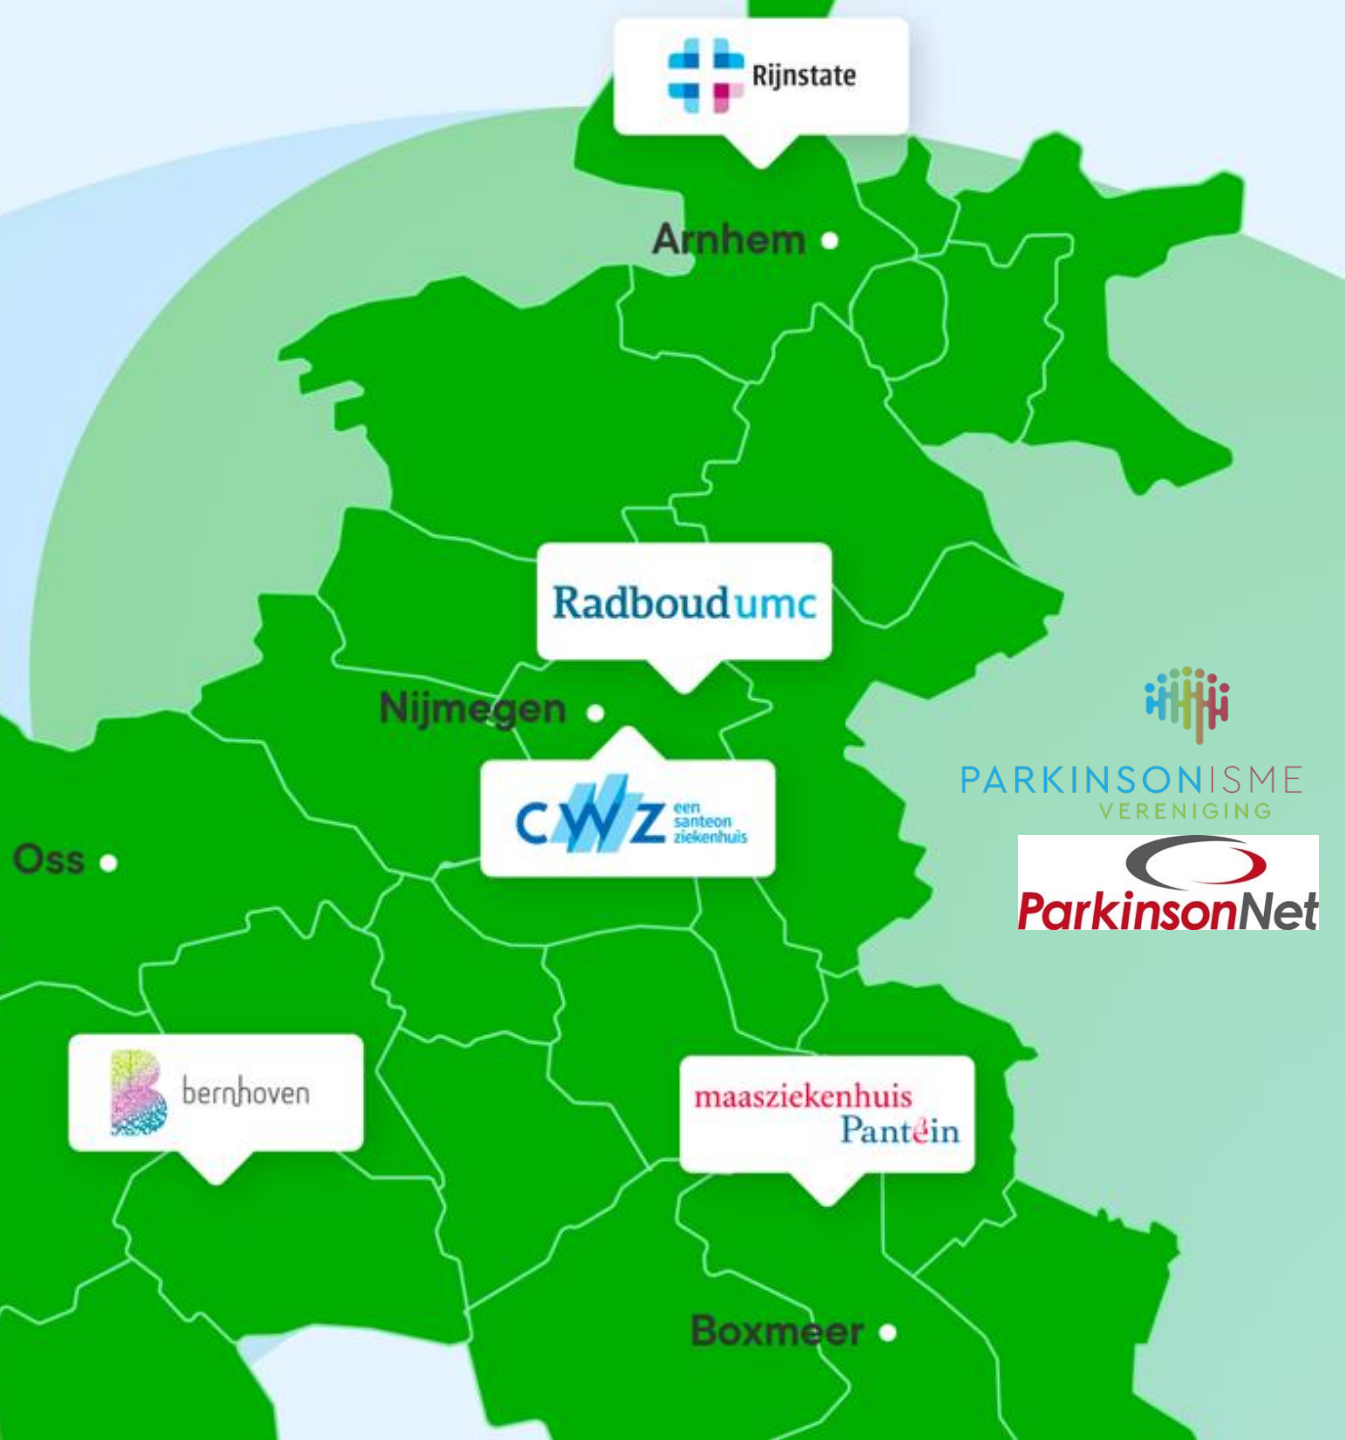 Rijnstate
Arnhem
Radboudumc
Nijmegen
PARKINSONISME
VERENIGING
CWZ
een
santeon
ziekenhuis
Oss
ParkinsonNet
B bernhoven
maasziekenhuis
Pantein
Boxmeer